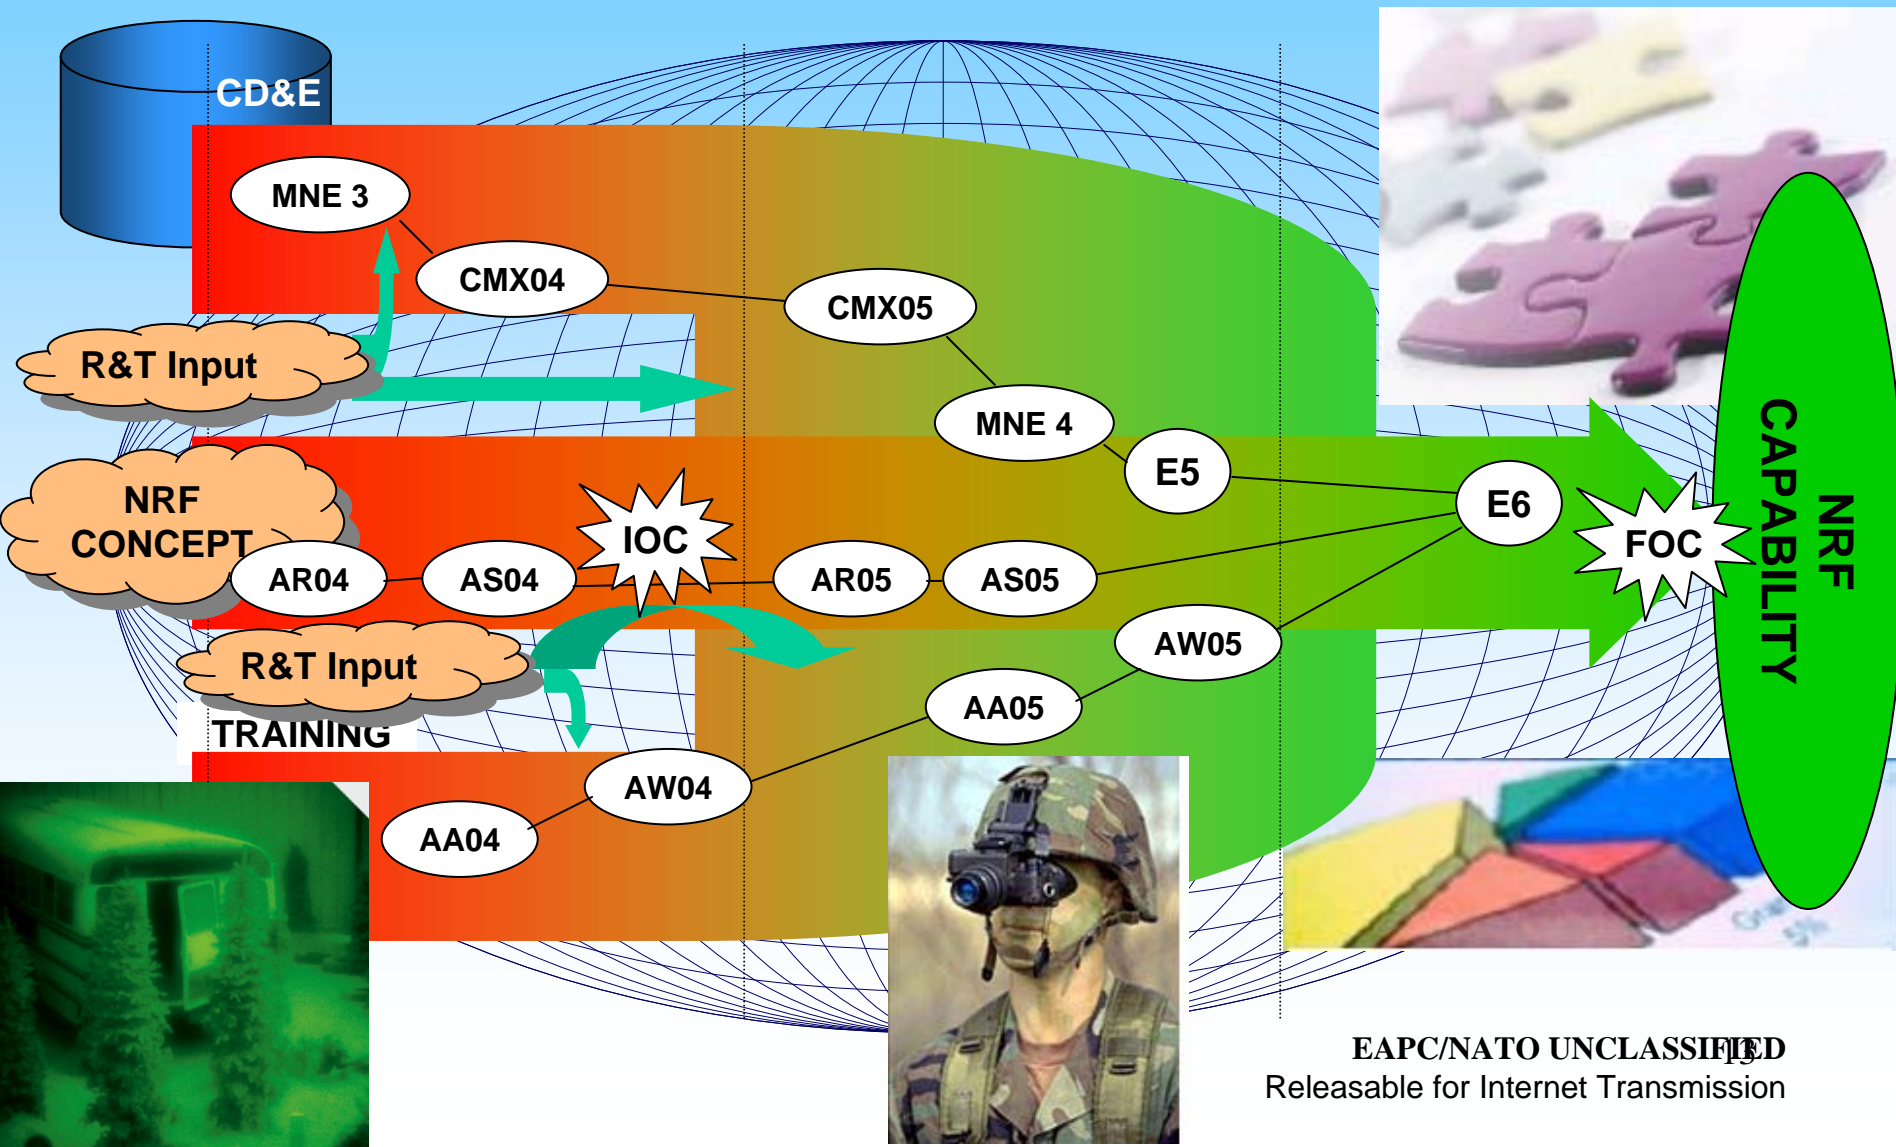 CD&E
MNE 3
CMX04
CMX05
R&T Input
MNE 4
E5
E6
NRF
CONCEPT
IOC
FOC
AR04
AS04
AR05
AS05
NRF
CAPABILITY
R&T Input
AW05
AA05
TRAINING
AW04
AA04
EAPC/NATO UNCLASSIFIED
13
Releasable for Internet Transmission